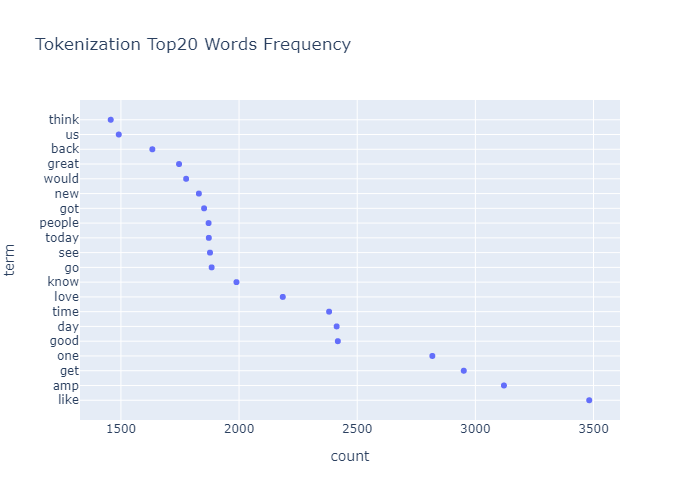 Tokenization Top20 Words Frequency
think
us
back
great
would
new
got
people
today
see
go
know
love
time
day
good
one
get
amp
like
term
1500 2000 2500 3000 3500
count